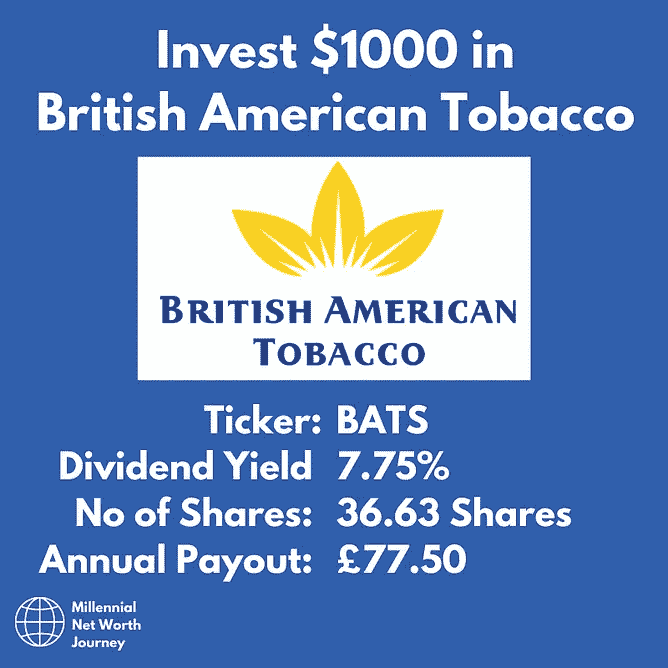 Invest $1000 in
British American Tobacco
BRITISH AMERICAN
TOBACCO
Ticker: BATS
Dividend Yield 7.75%
No of Shares: 36.63 Shares
Annual Payout: £77.50
Millennial
Net Worth
Journey